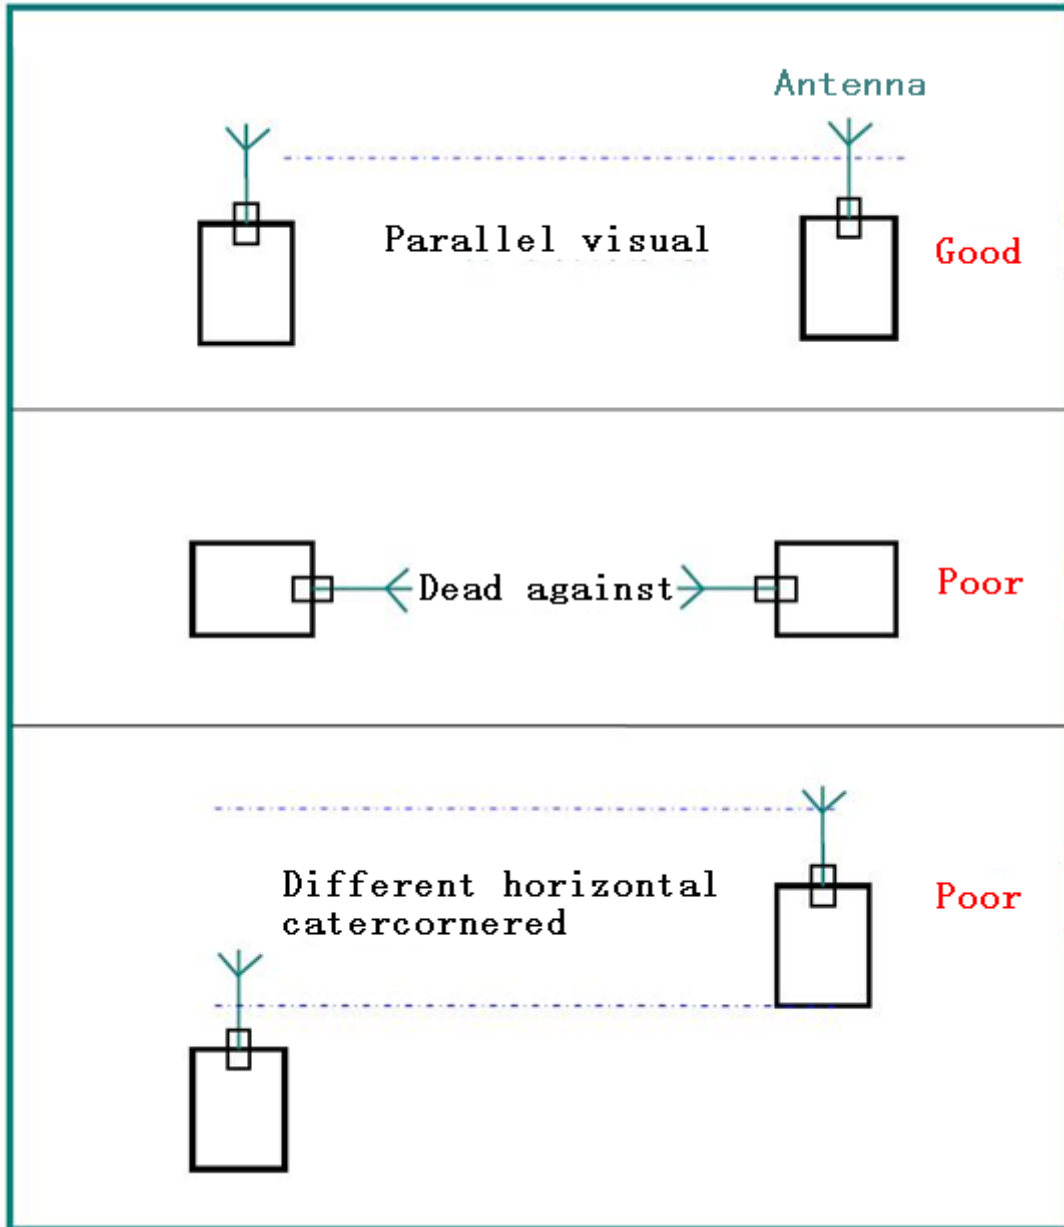 Antenna
Parallel visual
Good
Dead against
Poor
Different horizontal
catercornered
Poor